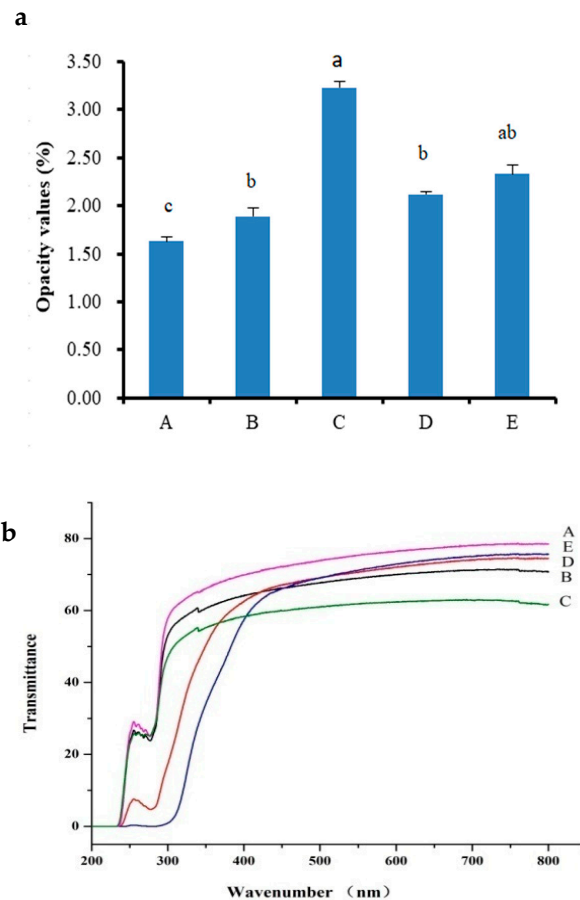 a
3.50
3.00
2.50
2.00
1.50
1.00
0.50
0.00
Opacity values (%)
c
b
a
b
ab
A B C D E
b
80
60
40
20
0
Transmittance
A
E
D
B
C
200 300 400 500 600 700 800
Wavenumber （nm）